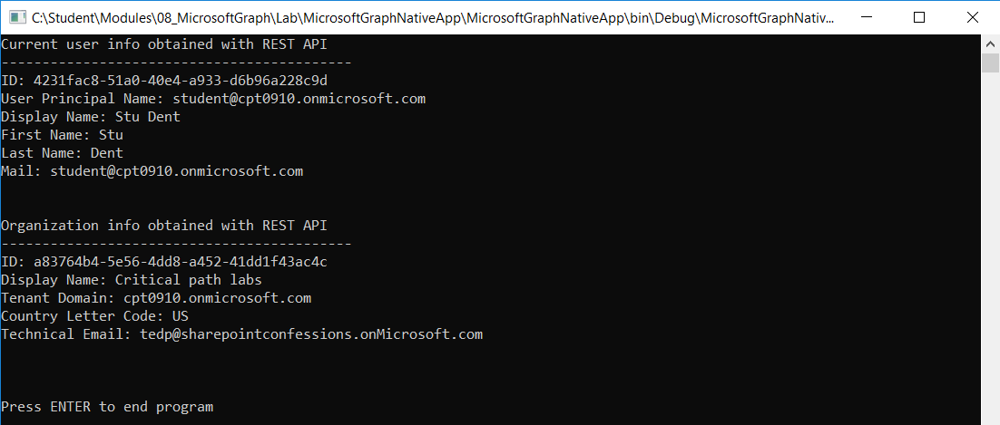 C:\Student\Modules\08_MicrosoftGraph\Lab\MicrosoftGraphNativeApp\MicrosoftGraphNativeApp\bin\Debug\MicrosoftGraphNativ...
Current user info obtained with REST API
-------------------------------------------
ID: 4231fac8-51a0-40e4-a933-d6b96a228c9d
User Principal Name: student@cpt0910.onmicrosoft.com
Display Name: Stu Dent
First Name: Stu
Last Name: Dent
Mail: student@cpt0910.onmicrosoft.com
Organization info obtained with REST API
-------------------------------------------
ID: a83764b4-5e56-4dd8-a452-41dd1f43ac4c
Display Name: Critical path labs
Tenant Domain: cpt0910.onmicrosoft.com
Country Letter Code: US
Technical Email: tedp@sharepointconfessions.onMicrosoft.com
Press ENTER to end program